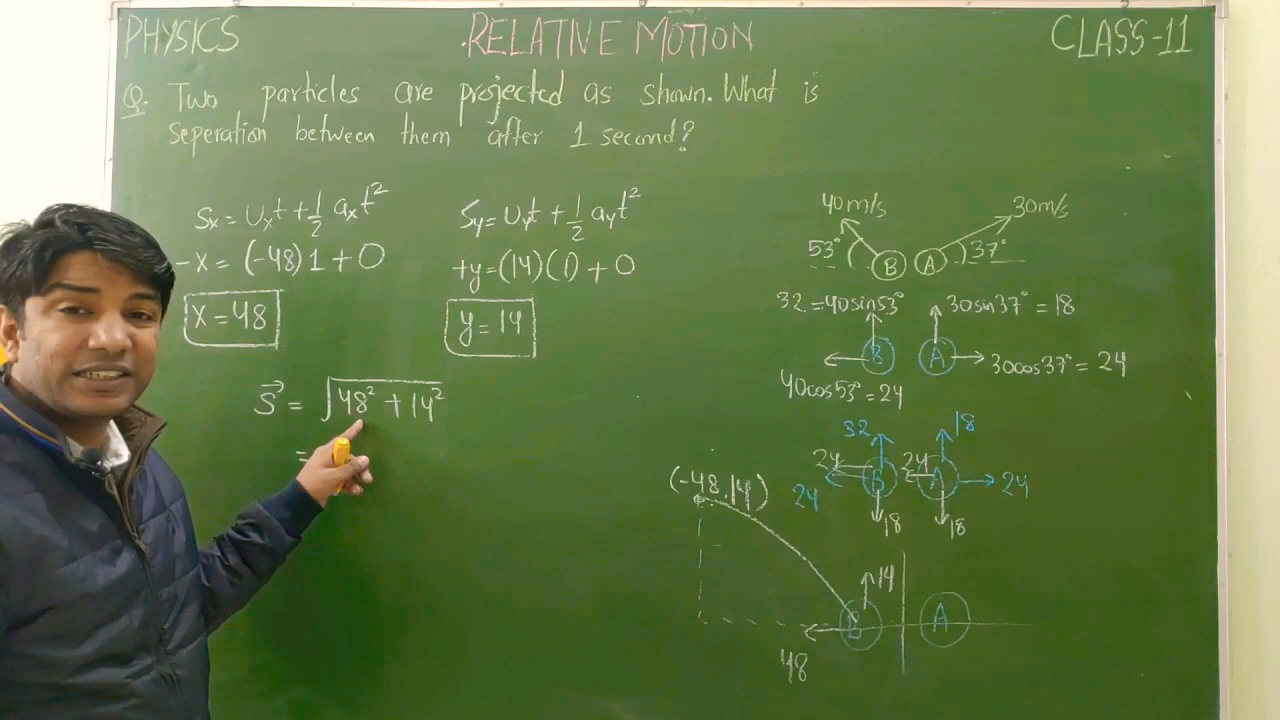 PHYSICS
RELATIVE MOTION
CLASS-11
Q. Two particles are projected as shown. What is
seperation between them after 1 second?
Sx = Uxt + 1/2 axt²
-x = (-48) 1 + 0
x = 48
Sy = Uyt + 1/2 ayt²
+y = (14) (1) + 0
y = 14
S⃗ = √48² + 14²
=
40m/s
30m/s
53°
B
A
37°
32 = 40sin53°
30sin37° = 18
B
A
30cos37° = 24
40cos53° = 24
32
18
24
24
B
A
24
24
18
18
(-48, 14)
14
B
A
48